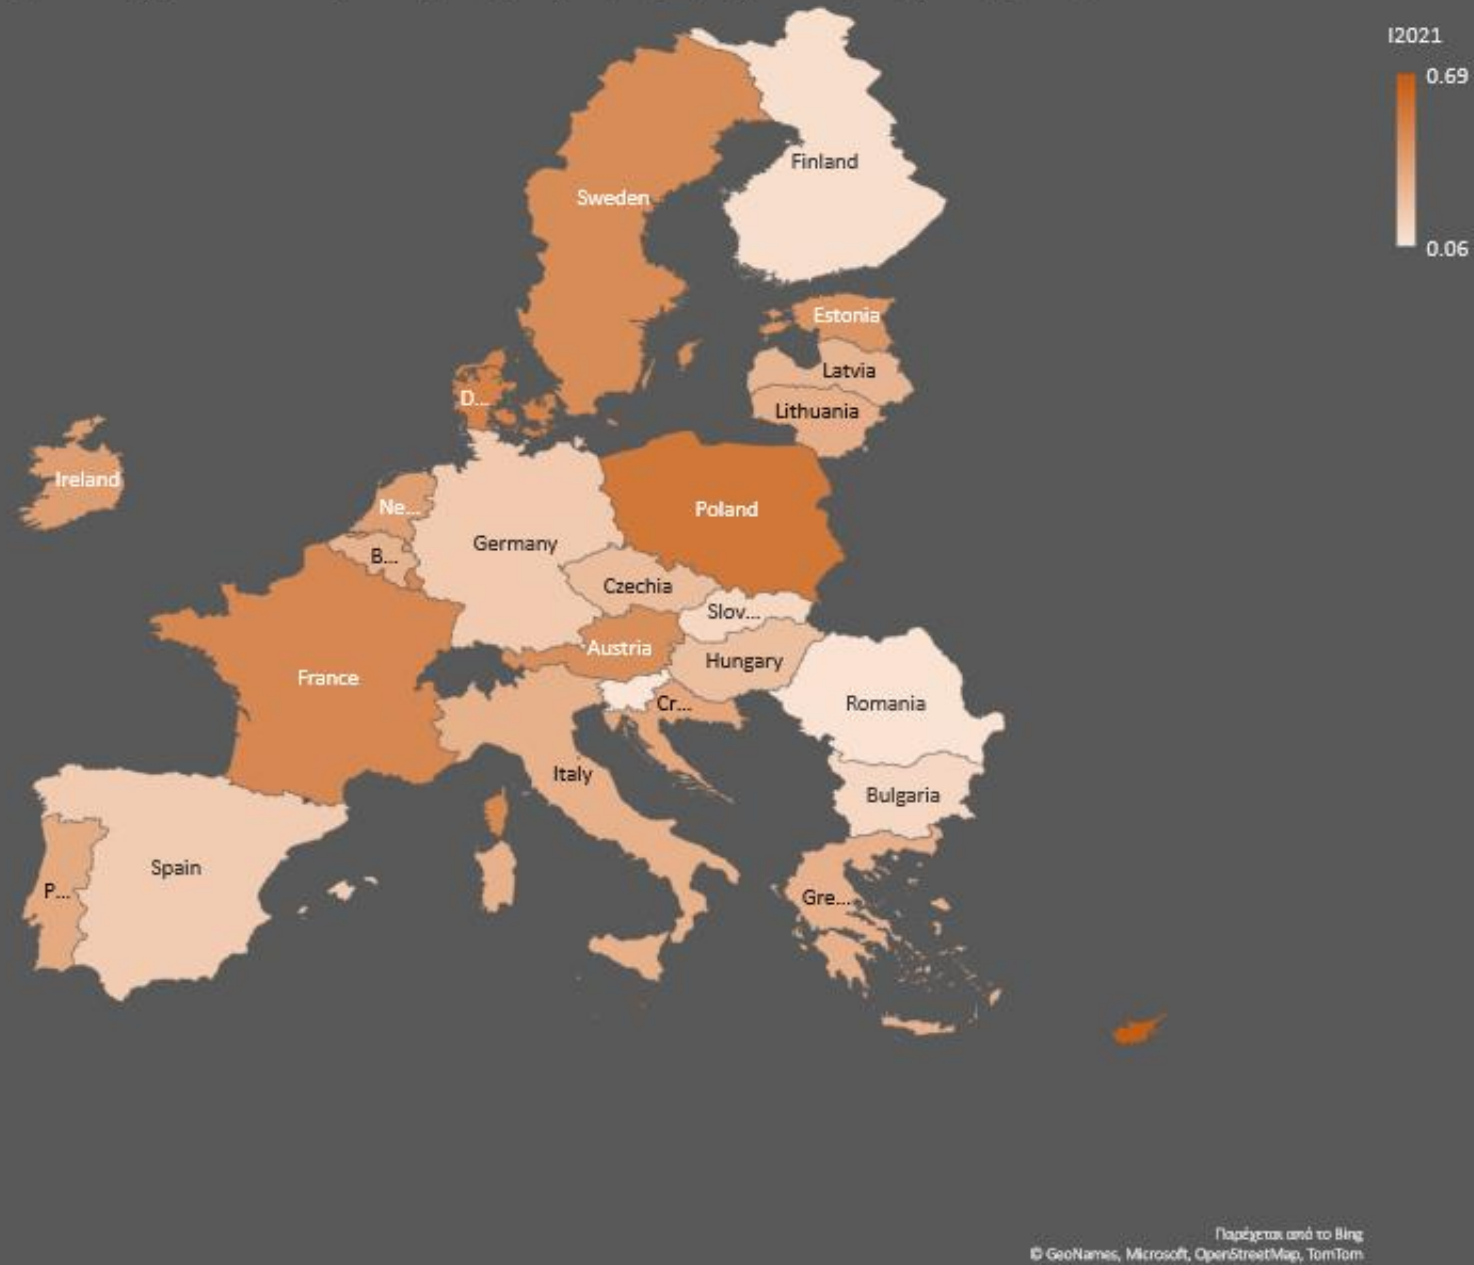 I2021
0.69
Finland
Sweden
0.06
Estonia
Latvia
D...
Lithuania
Ireland
Ne...
Poland
Germany
B...
Czechia
Slov...
Austria
Hungary
France
Cr...
Romania
Italy
Bulgaria
Spain
P...
Gre...
Παρέχεται από το Bing
© GeoNames, Microsoft, OpenStreetMap, TomTom